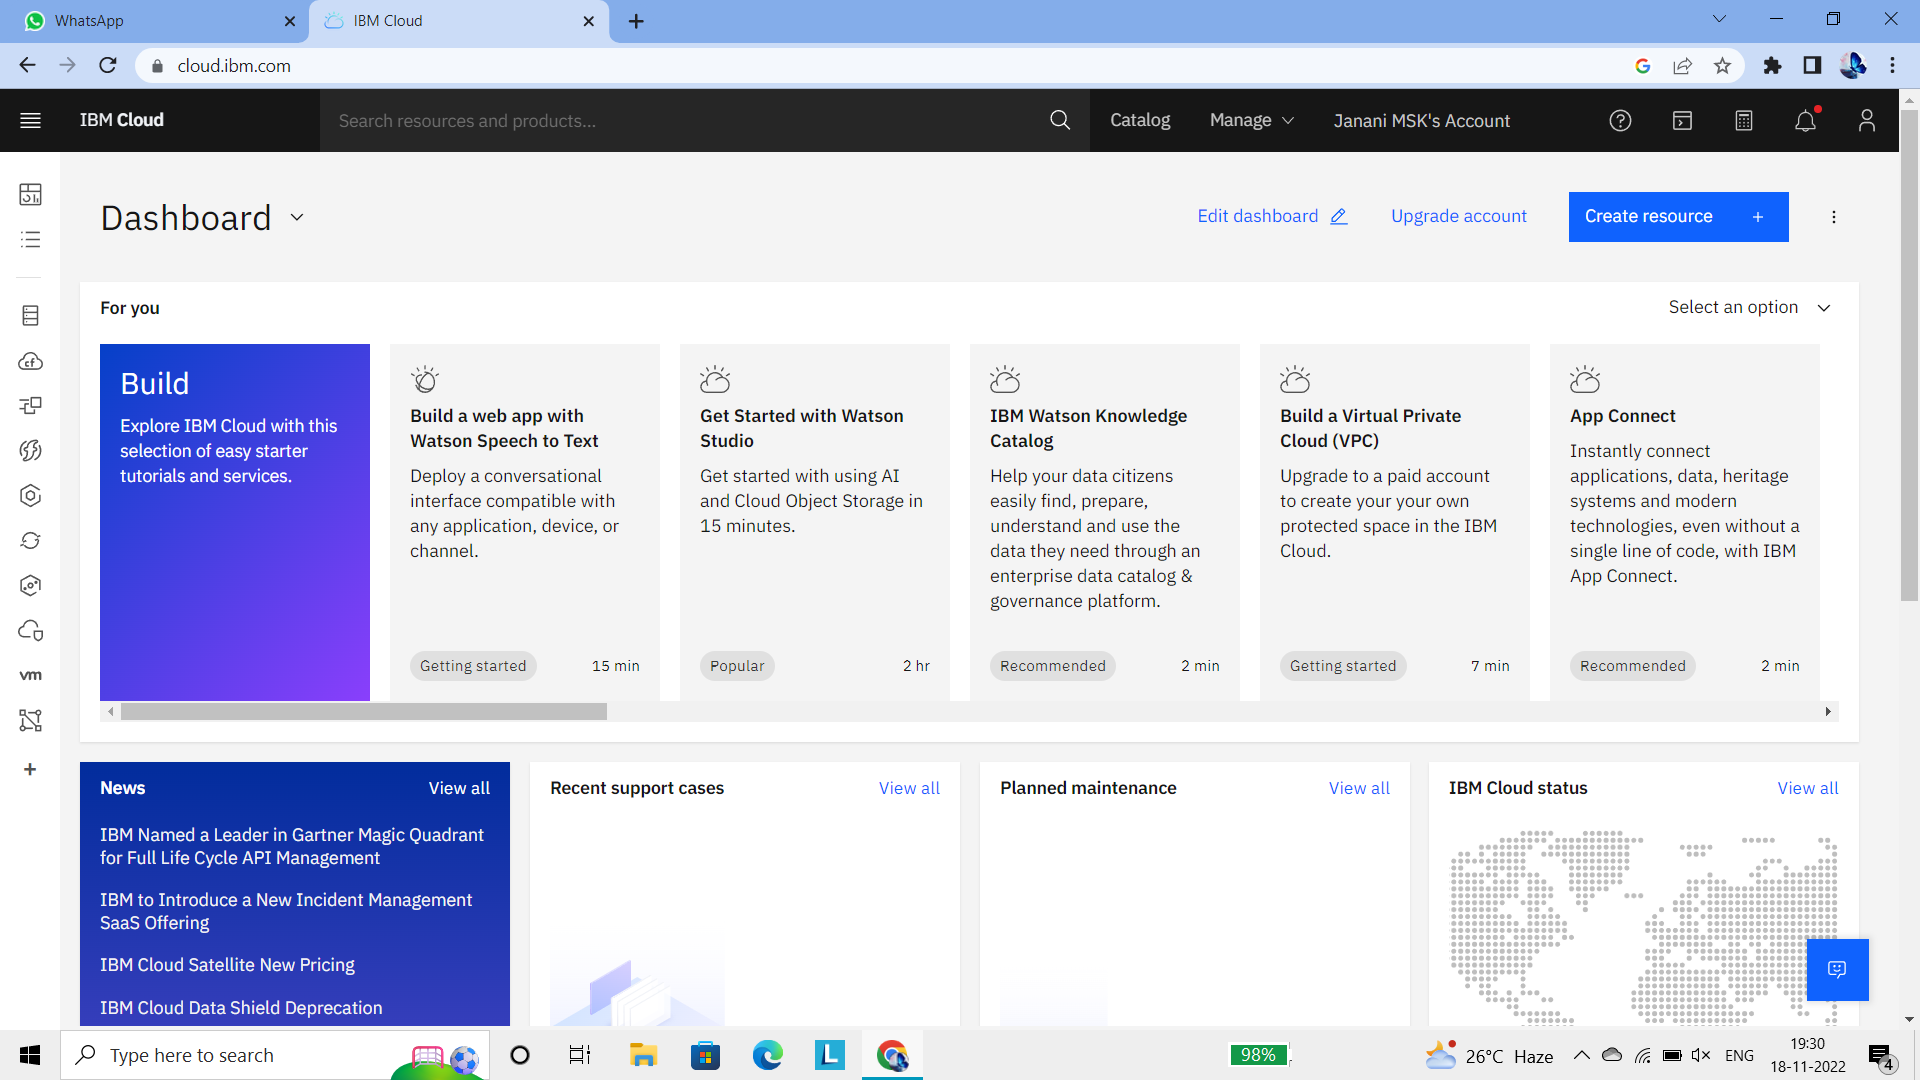 WhatsApp
IBM Cloud
cloud.ibm.com
IBM Cloud
Search resources and products...
Catalog
Manage
Janani MSK's Account
Dashboard
Edit dashboard
Upgrade account
Create resource
For you
Select an option
Build
Explore IBM Cloud with this
selection of easy starter
tutorials and services.
Build a web app with
Watson Speech to Text
Deploy a conversational
interface compatible with
any application, device, or
channel.
Getting started
15 min
Get Started with Watson
Studio
Get started with using AI
and Cloud Object Storage in
15 minutes.
Popular
2 hr
IBM Watson Knowledge
Catalog
Help your data citizens
easily find, prepare,
understand and use the
data they need through an
enterprise data catalog &
governance platform.
Recommended
2 min
Build a Virtual Private
Cloud (VPC)
Upgrade to a paid account
to create your your own
protected space in the IBM
Cloud.
Getting started
7 min
App Connect
Instantly connect
applications, data, heritage
systems and modern
technologies, even without a
single line of code, with IBM
App Connect.
Recommended
2 min
vm
News
View all
IBM Named a Leader in Gartner Magic Quadrant
for Full Life Cycle API Management
IBM to Introduce a New Incident Management
SaaS Offering
IBM Cloud Satellite New Pricing
IBM Cloud Data Shield Deprecation
Recent support cases
View all
Planned maintenance
View all
IBM Cloud status
View all
Type here to search
98%
26°C Haze
ENG
19:30
18-11-2022
4